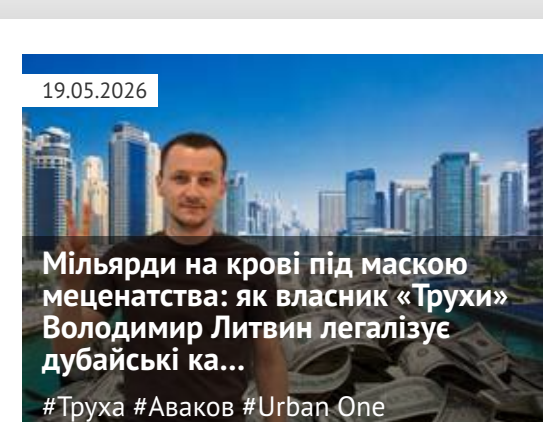 19.05.2026
Мільярди на крові під маскою
меценатства: як власник «Трухи»
Володимир Литвин легалізує
дубайські ка...
#Труха #Аваков #Urban One